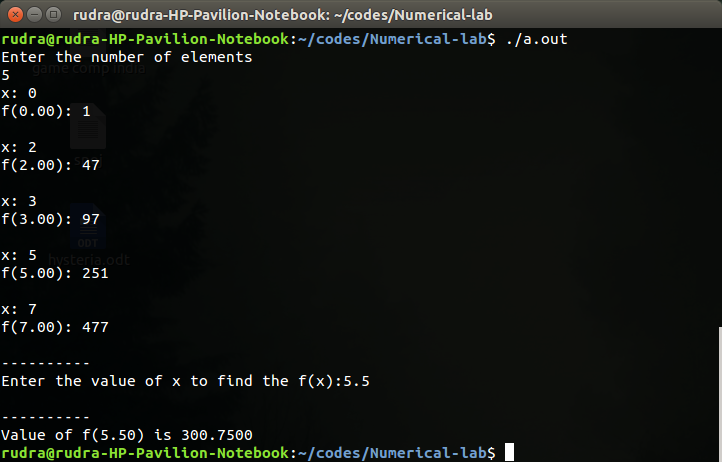 rudra@rudra-HP-Pavilion-Notebook: ~/codes/Numerical-lab
rudra@rudra-HP-Pavilion-Notebook:~/codes/Numerical-lab$ ./a.out
Enter the number of elements
game comp india
5
x: 0
f(0.00): 1
x: 2
f(2.00): 47
x: 3
f(3.00): 97
ODT
x: 5
hysteria.odt
f(5.00): 251
x: 7
f(7.00): 477
----------
Enter the value of x to find the f(x):5.5
----------
Value of f(5.50) is 300.7500
rudra@rudra-HP-Pavilion-Notebook:~/codes/Numerical-lab$